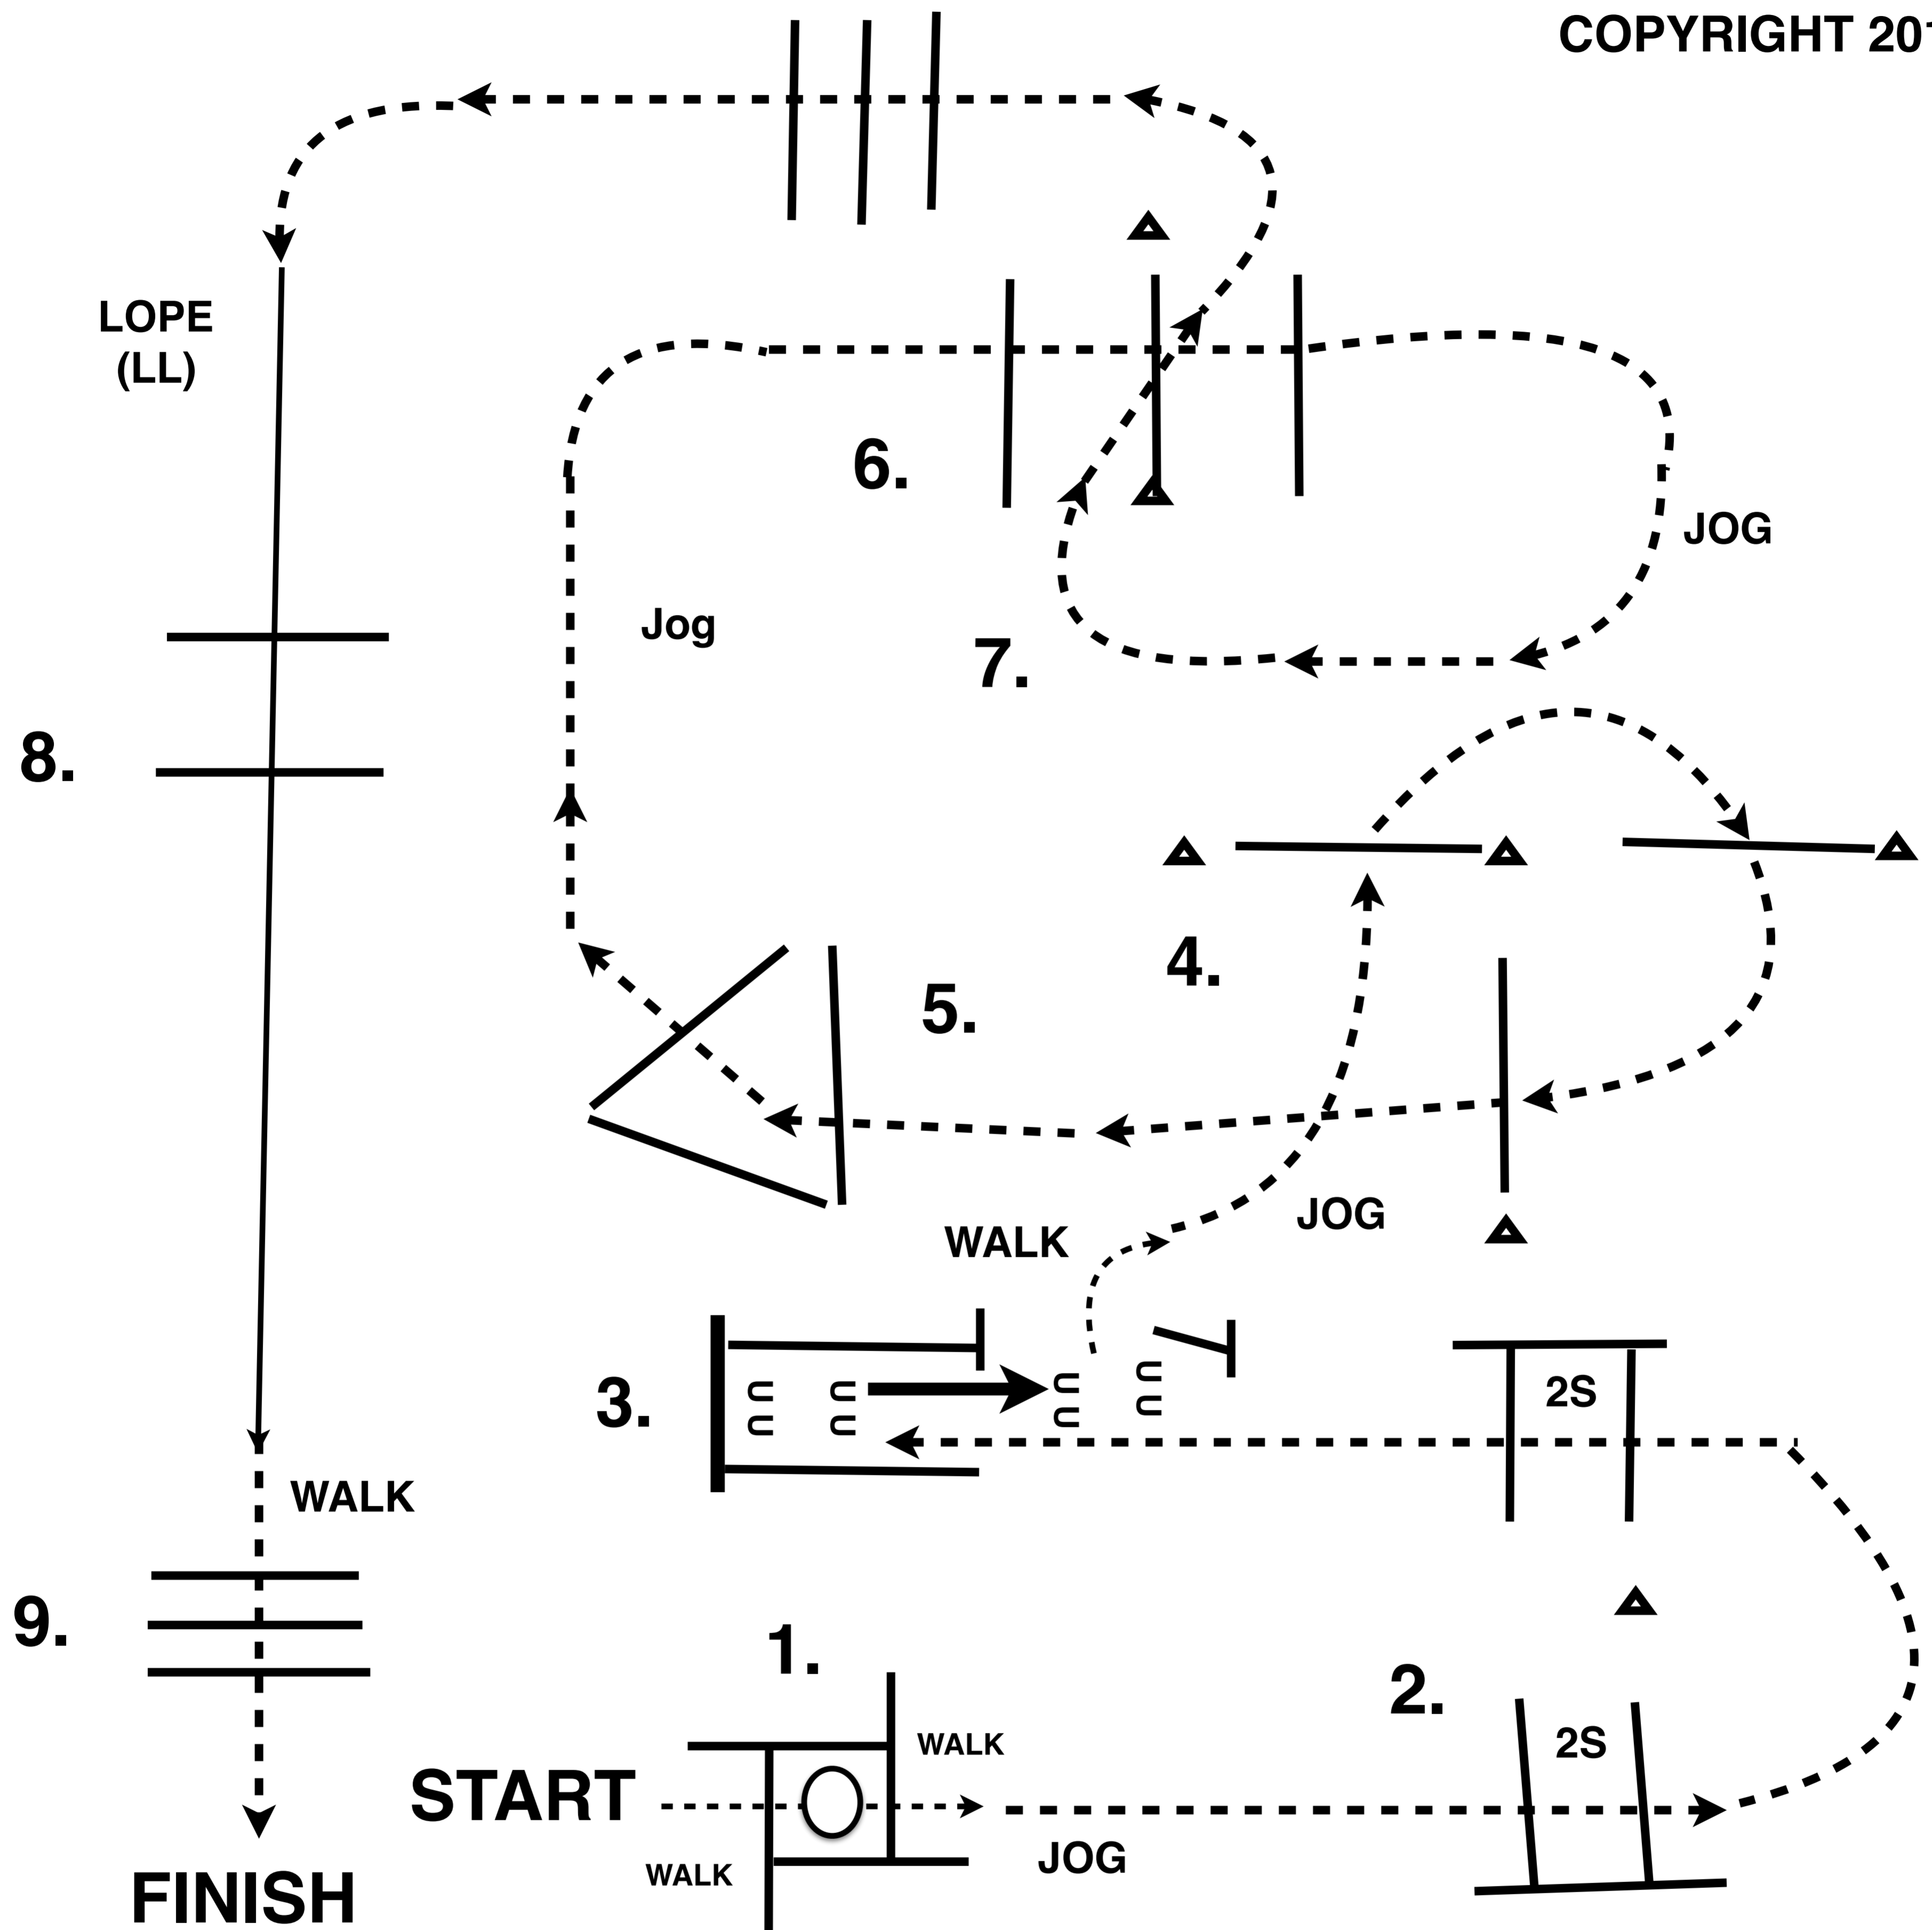 COPYRIGHT 201
LOPE
(LL)
6.
JOG
Jog
7.
8.
4.
5.
JOG
WALK
3.
2S
WALK
9.
1.
2.
WALK
2S
START
JOG
WALK
FINISH